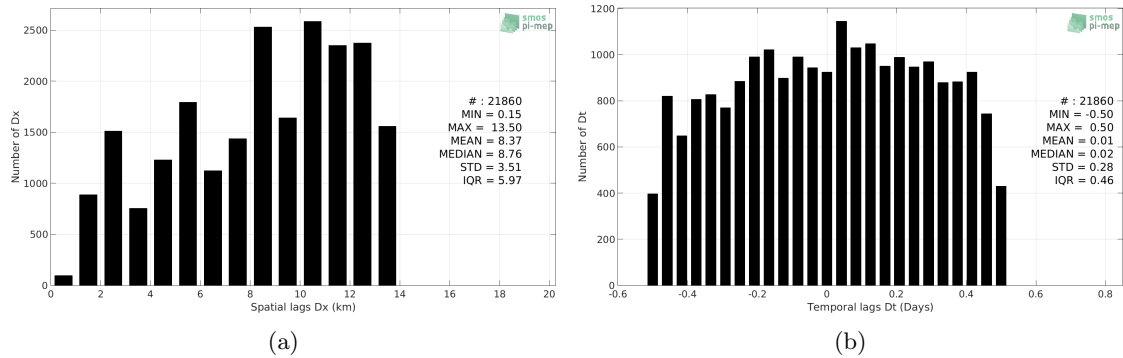 smos
pi-mep
2500
2000
1500
1000
500
0
Number of Dx
# : 21860
MIN = 0.15
MAX = 13.50
MEAN = 8.37
MEDIAN = 8.76
STD = 3.51
IQR = 5.97
0 2 4 6 8 10 12 14 16 18 20
Spatial lags Dx (km)
(a)
smos
pi-mep
1200
1000
800
600
400
200
0
Number of Dt
# : 21860
MIN = -0.50
MAX = 0.50
MEAN = 0.01
MEDIAN = 0.02
STD = 0.28
IQR = 0.46
-0.6 -0.4 -0.2 0 0.2 0.4 0.6 0.8
Temporal lags Dt (Days)
(b)